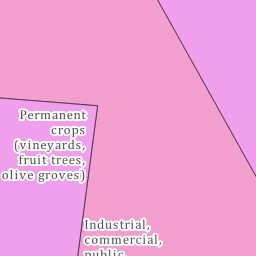 Permanent
crops
(vineyards,
fruit trees,
olive groves)
Industrial,
commercial,
public